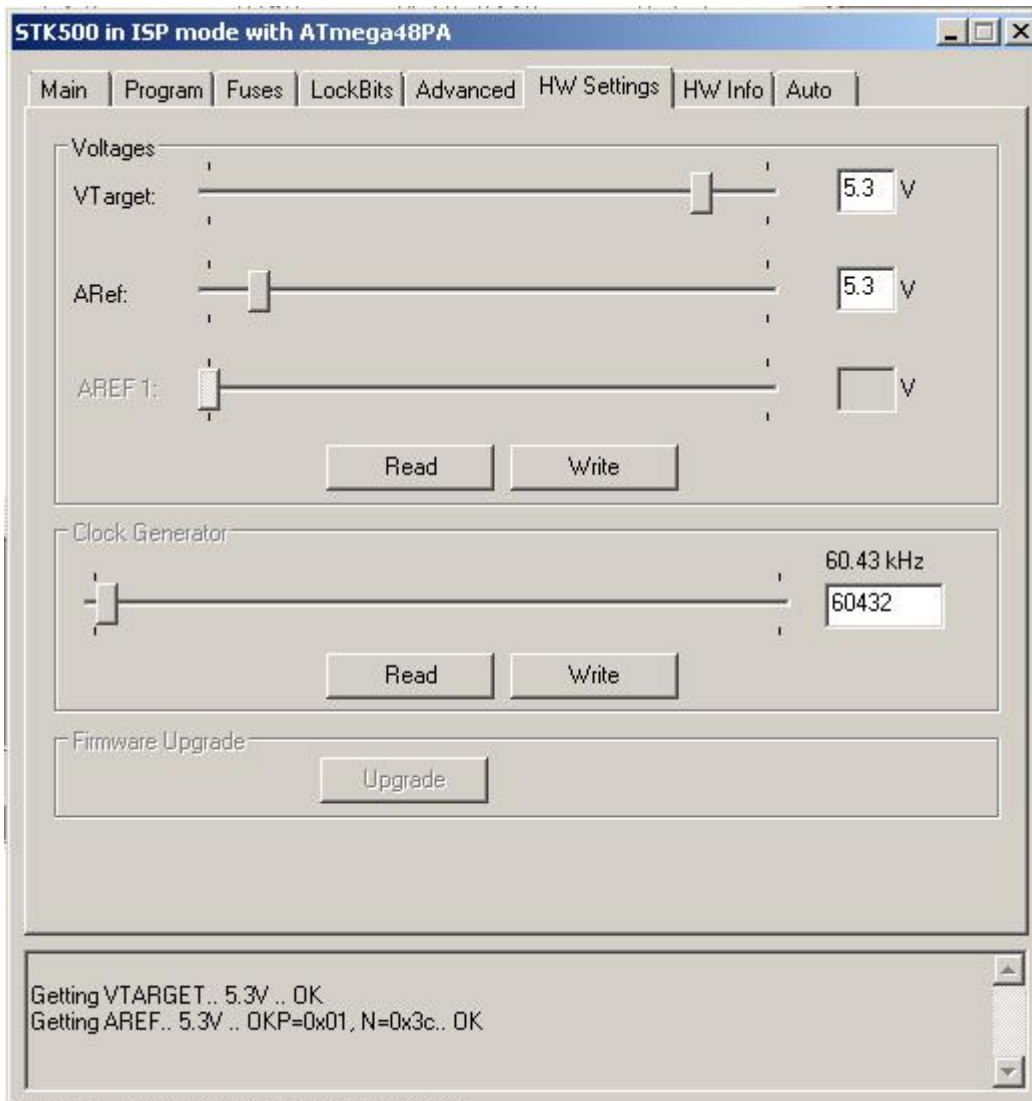 STK500 in ISP mode with ATmega48PA
Main Program Fuses LockBits Advanced HW Settings HW Info Auto
Voltages
VTarget: 5.3 V
ARef: 5.3 V
AREF 1: V
Read Write
Clock Generator
60.43 kHz
60432
Read Write
Firmware Upgrade
Upgrade
Getting VTARGET.. 5.3V .. OK
Getting AREF.. 5.3V .. OKP=0x01, N=0x3c.. OK